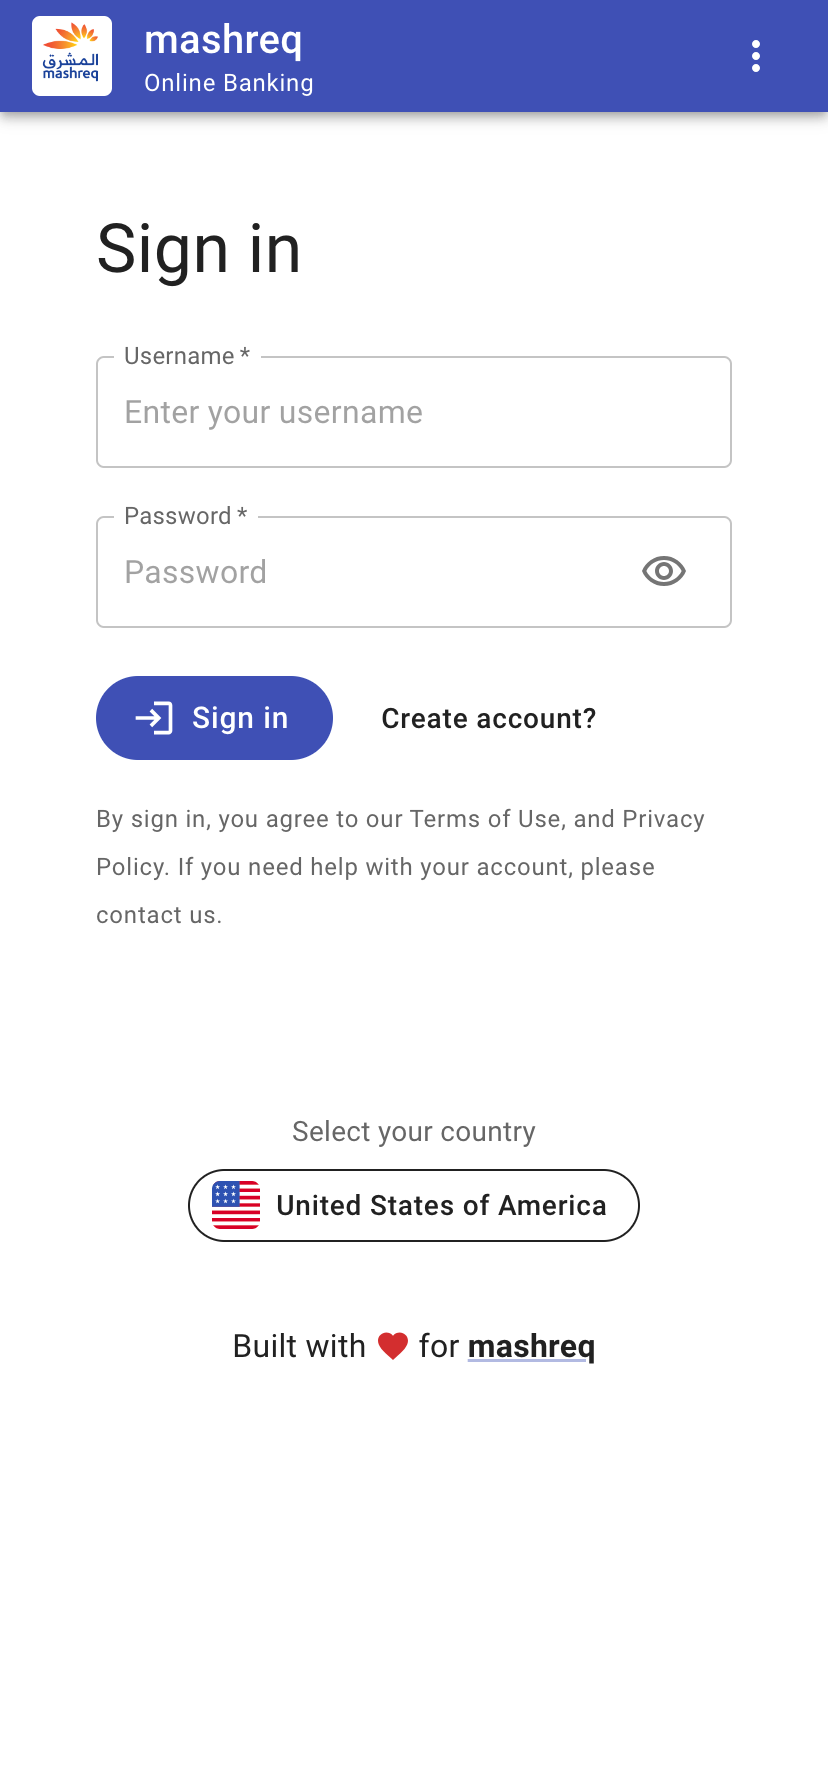 المشرق
mashreq
mashreq
Online Banking
Sign in
Username *
Enter your username
Password *
Password
Sign in
Create account?
By sign in, you agree to our Terms of Use, and Privacy
Policy. If you need help with your account, please
contact us.
Select your country
United States of America
Built with ❤ for mashreq